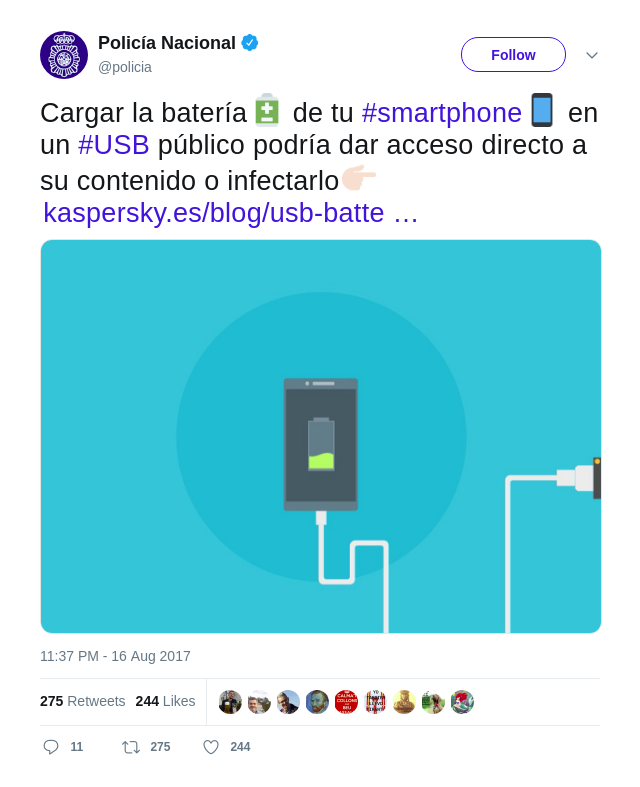 Policía Nacional
@policia
Follow
Cargar la batería de tu #smartphone en
un #USB público podría dar acceso directo a
su contenido o infectarlo
kaspersky.es/blog/usb-batte …
11:37 PM - 16 Aug 2017
275 Retweets 244 Likes
11 275 244